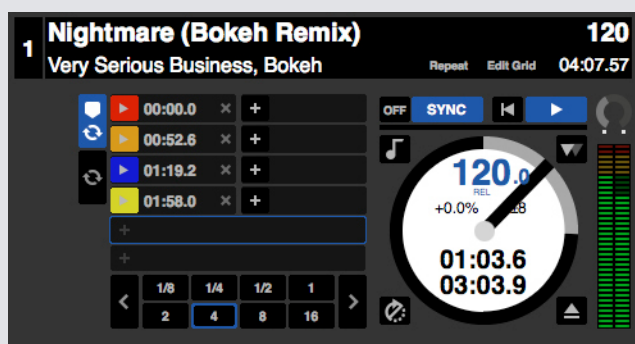 1
Nightmare (Bokeh Remix) 120
Very Serious Business, Bokeh Repeat Edit Grid 04:07.57
00:00.0 × +
00:52.6 × +
01:19.2 × +
01:58.0 × +
+
+
1/8 1/4 1/2 1
2 4 8 16
OFF SYNC
120.0
REL
+0.0% 8
01:03.6
03:03.9